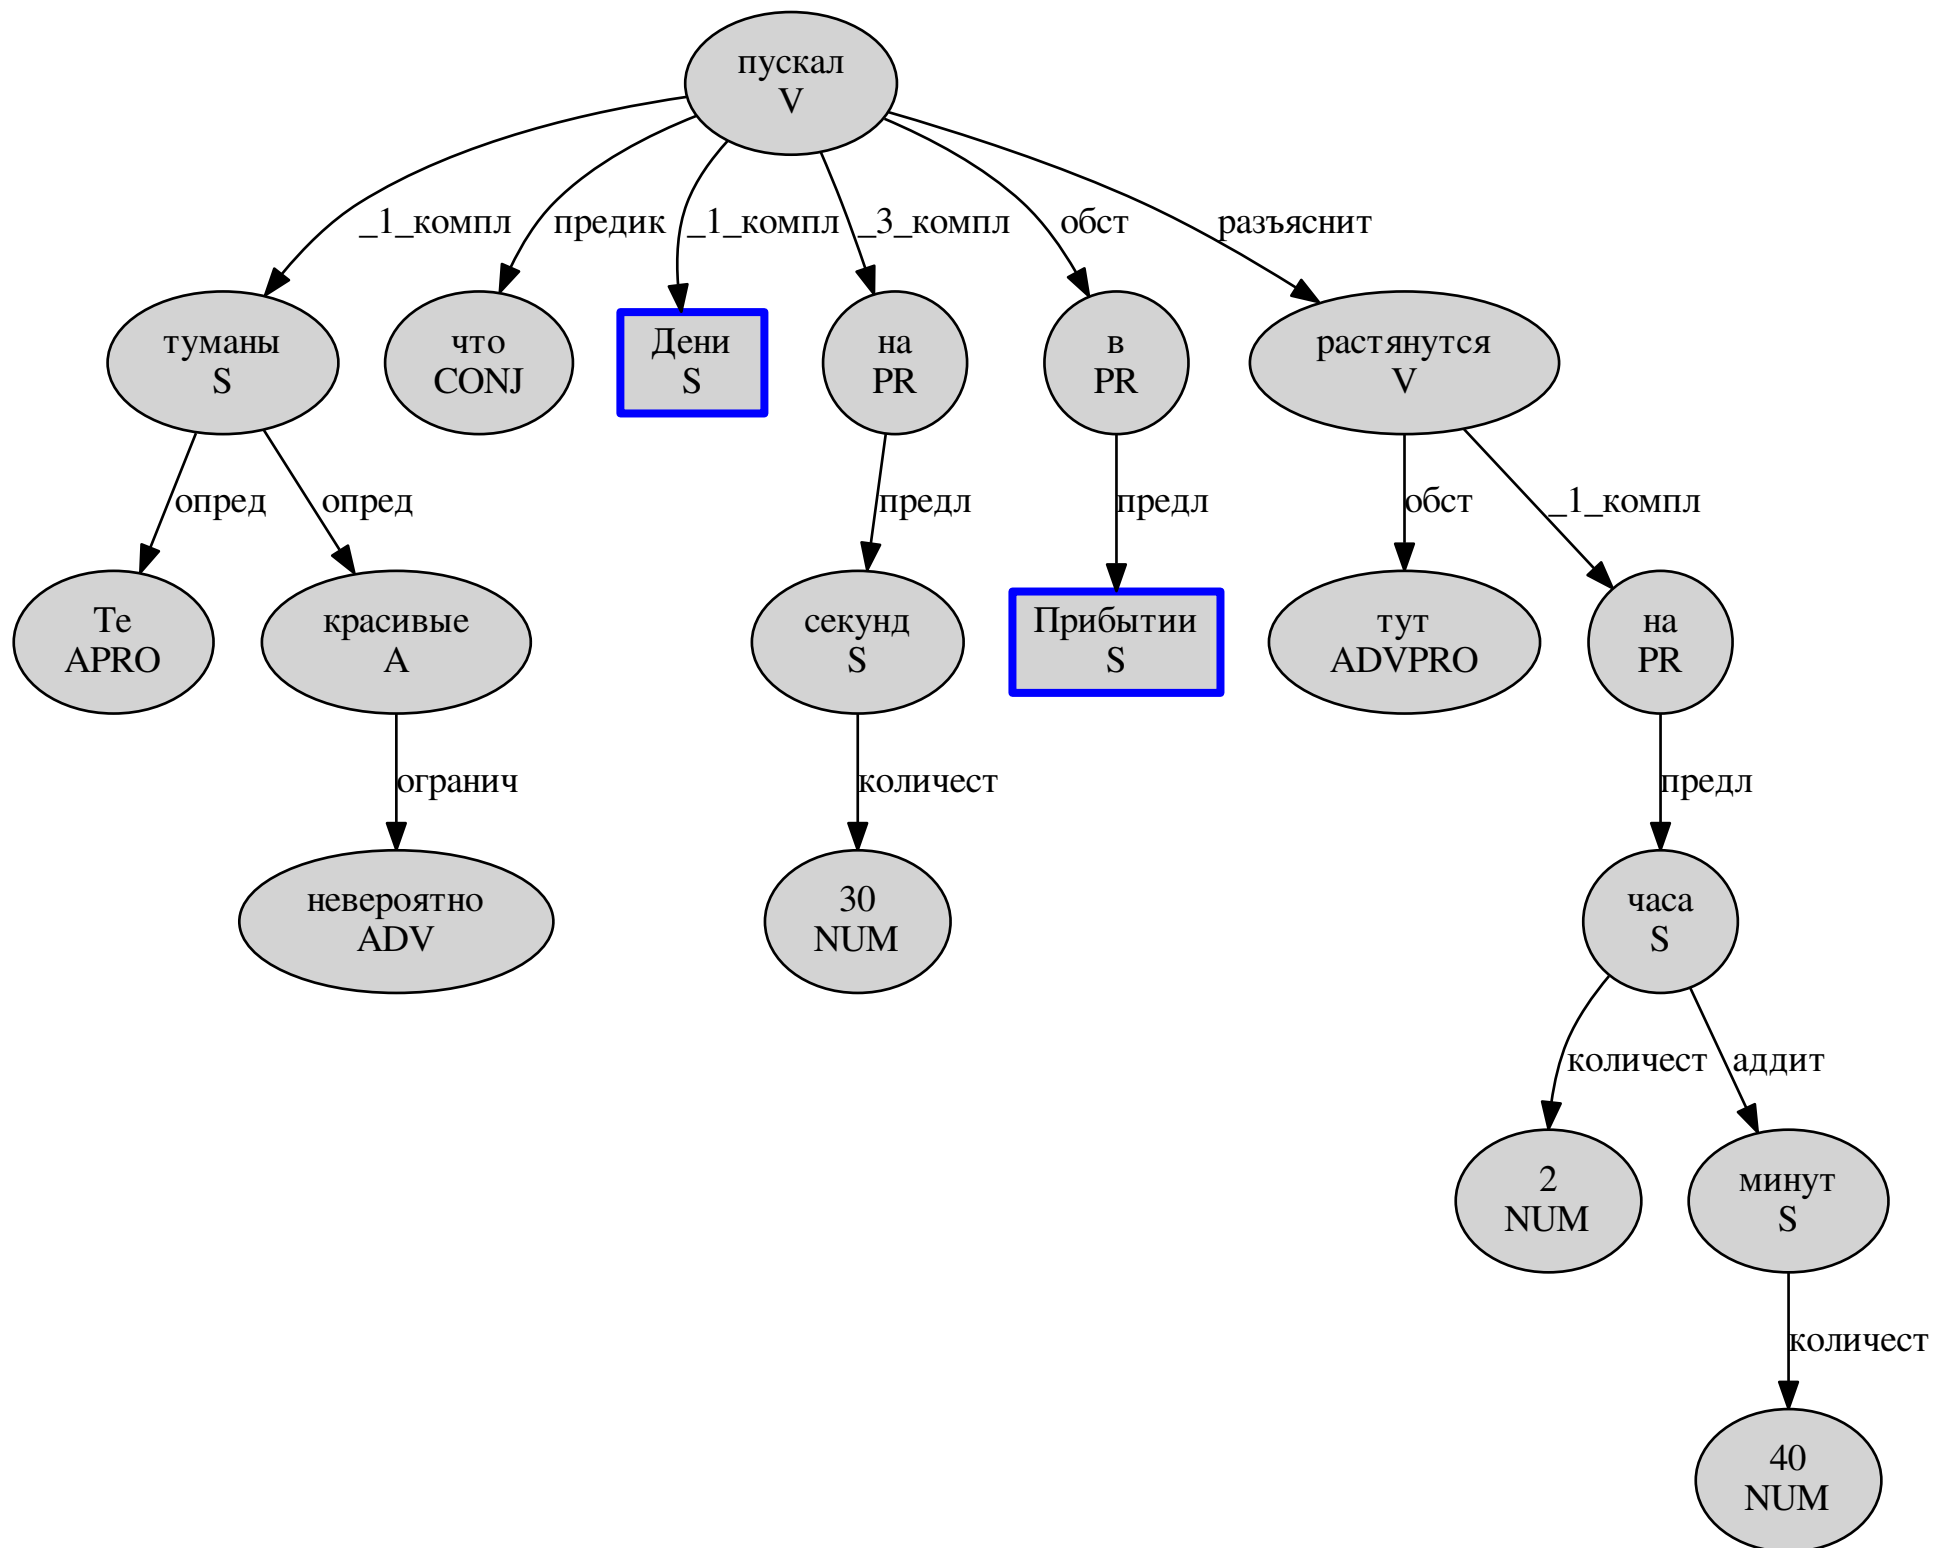 пускал
V
_1_компл
предик
_1_компл
_3_компл
обст
разъяснит
туманы
S
что
CONJ
Дени
S
на
PR
в
PR
растянутся
V
опред
опред
предл
предл
обст
_1_компл
Те
APRO
красивые
A
секунд
S
Прибытии
S
тут
ADVPRO
на
PR
огранич
количест
предл
невероятно
ADV
30
NUM
часа
S
количест
аддит
2
NUM
минут
S
количест
40
NUM